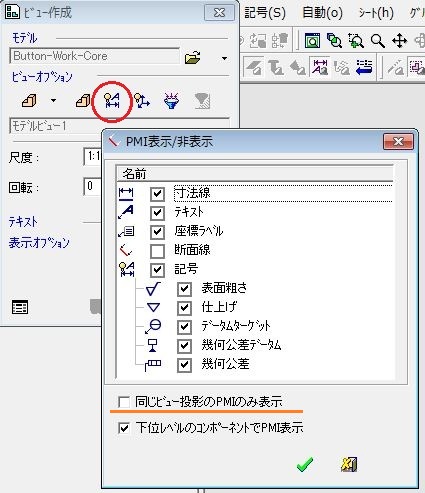 ビュー作成
記号(S) 自動(o) シート(h)
モデル
Button-Work-Core
ビューオプション
モデルビュー1
尺度 :
回転 : 0
テキスト
表示オプション
PMI表示/非表示
名前
寸法線
テキスト
座標ラベル
断面線
記号
表面粗さ
仕上げ
データムターゲット
幾何公差データム
幾何公差
同じビュー投影のPMIのみ表示
下位レベルのコンポーネントでPMI表示